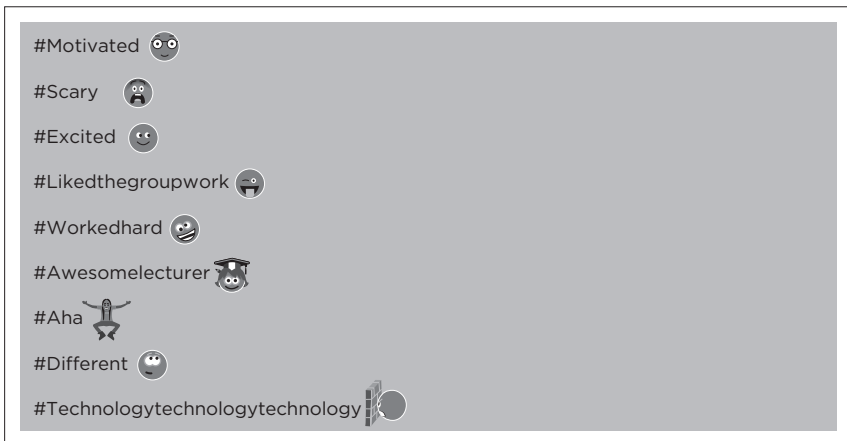 #Motivated
#Scary
#Excited
#Likedthegroupwork
#Workedhard
#Awesomelecturer
#Aha
#Different
#Technologytechnologytechnology